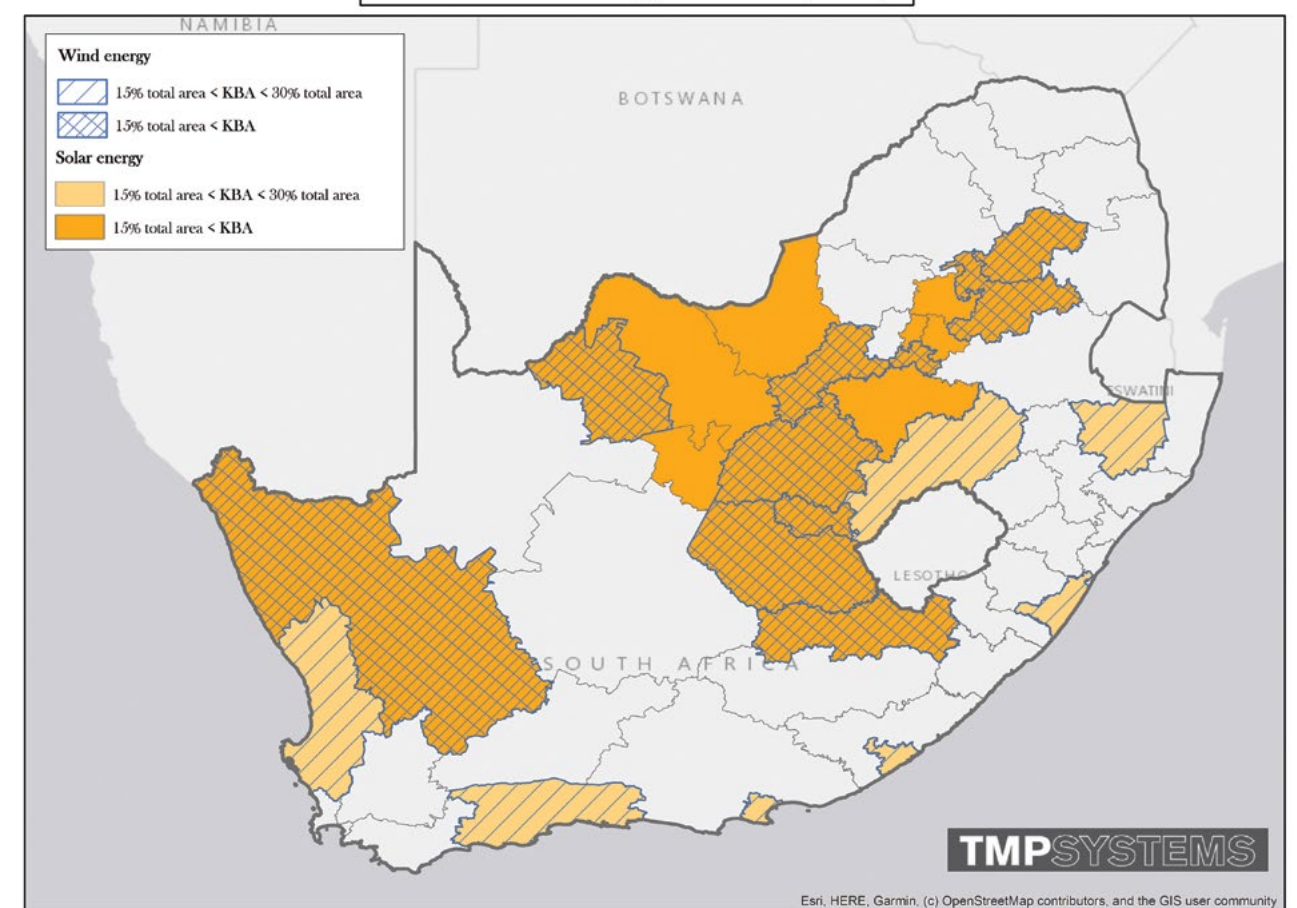 NAMIBIA
Wind energy
15% total area < KBA < 30% total area
15% total area < KBA
Solar energy
15% total area < KBA < 30% total area
15% total area < KBA
BOTSWANA
ESWATINI
LESOTHO
SOUTH AFRICA
TMPSYSTEMS
Esri, HERE, Garmin, (c) OpenStreetMap contributors, and the GIS user community